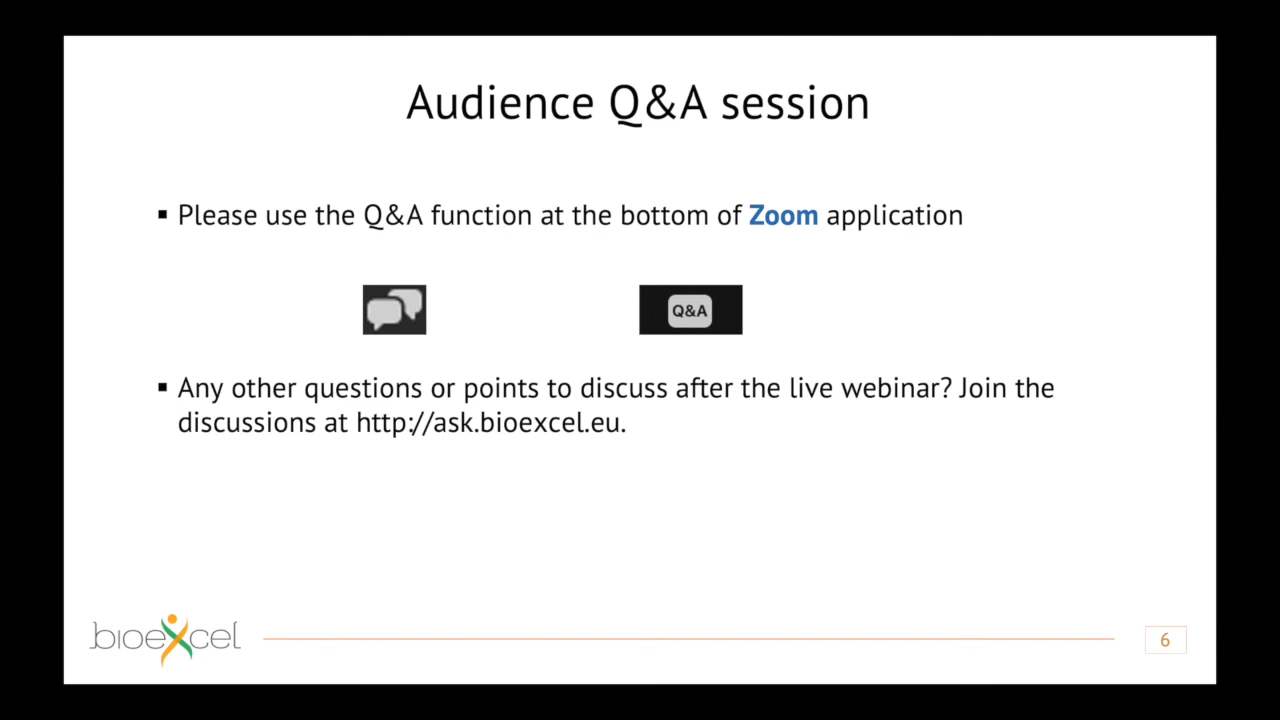 Audience Q&A session
▪ Please use the Q&A function at the bottom of Zoom application
Q&A
▪ Any other questions or points to discuss after the live webinar? Join the
discussions at http://ask.bioexcel.eu.
bioexcel
6